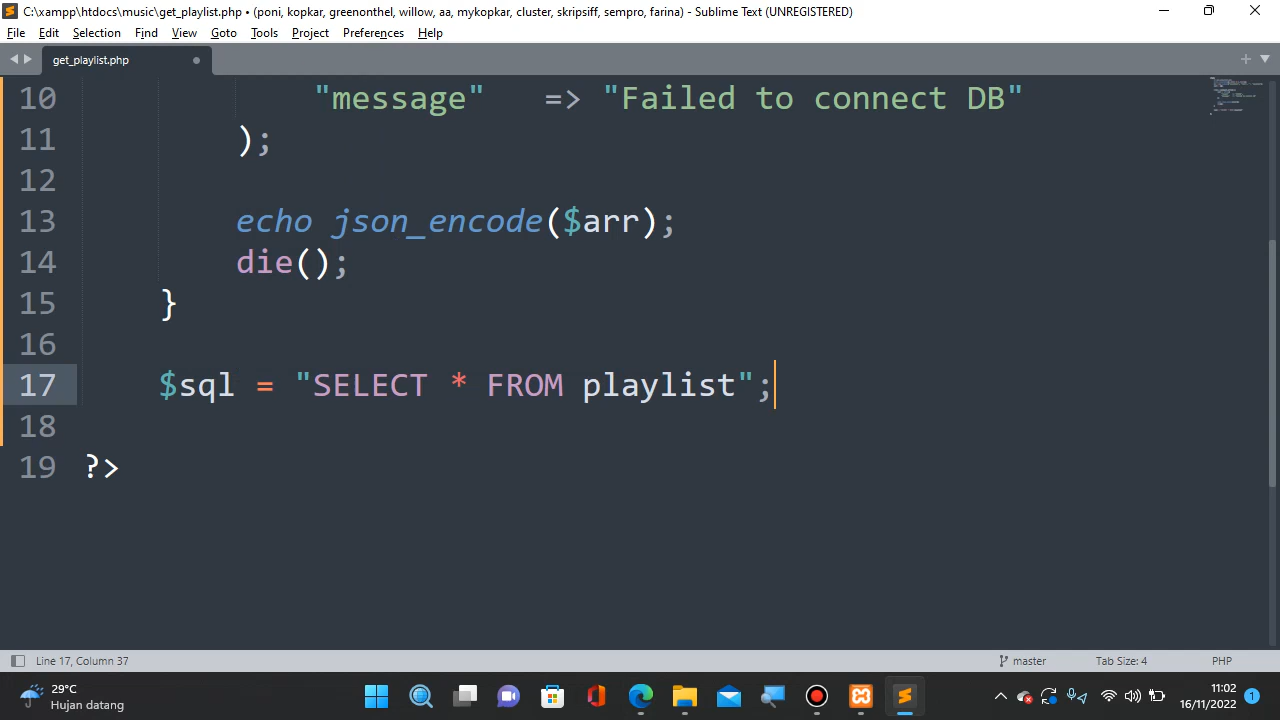 C:\xampp\htdocs\music\get_playlist.php • (poni, kopkar, greeronthel, willow, ta, mykopkar, cluster, skripsiff, sempro, farina) - Sublime Text (UNREGISTERED)
File Edit Selection Find View Goto Tools Project Preferences Help
get_playlist.php
10 "message" => "Failed to connect DB"
11 );
12
13 echo json_encode($arr);
14 die();
15 }
16
17 $sql = "SELECT * FROM playlist";
18
19 ?>
Line 17, Column 37 master Tab Size: 4 PHP
29°C
Hujan datang
11:02
16/11/2022
1